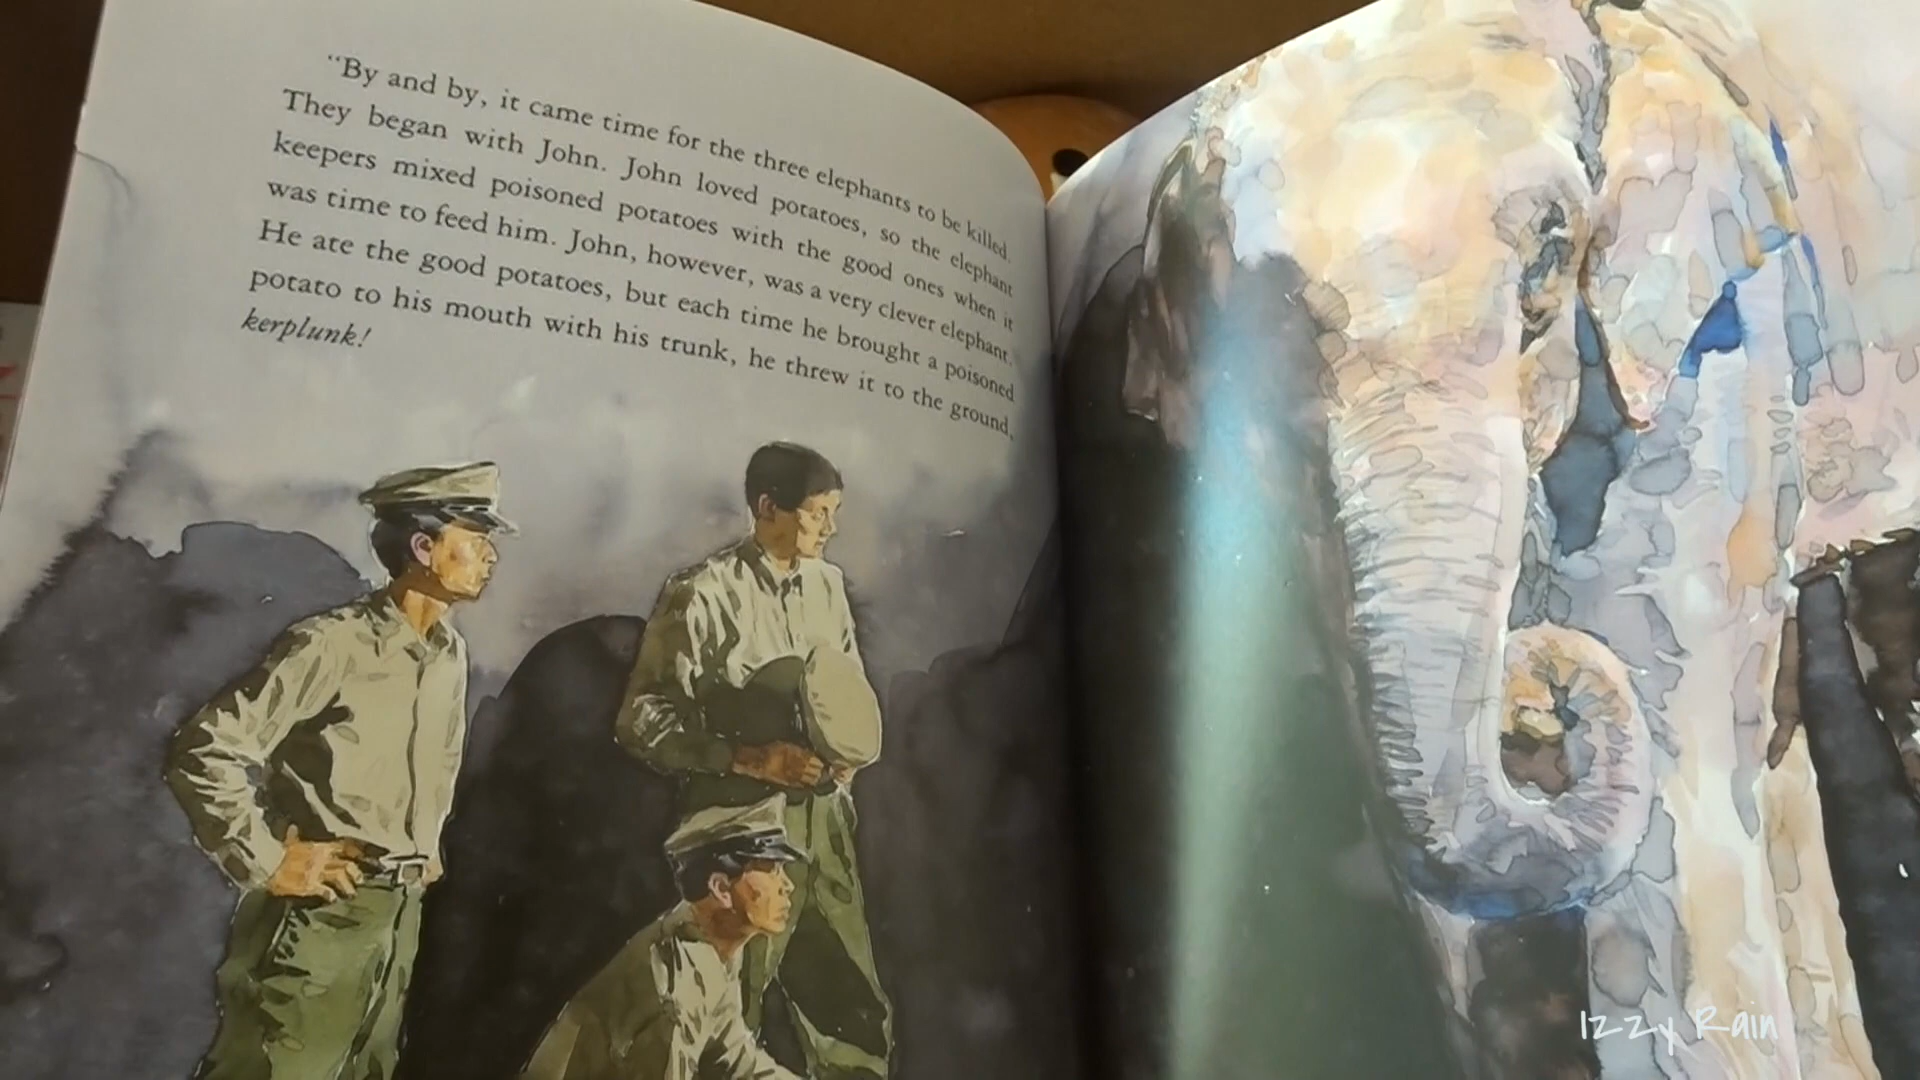 “By and by, it came time for the three elephants to be killed.
They began with John. John loved potatoes, so the elephant
keepers mixed poisoned potatoes with the good ones when it
was time to feed him. John, however, was a very clever elephant.
He ate the good potatoes, but each time he brought a poisoned
potato to his mouth with his trunk, he threw it to the ground,
kerplunk!
Izzy Rain